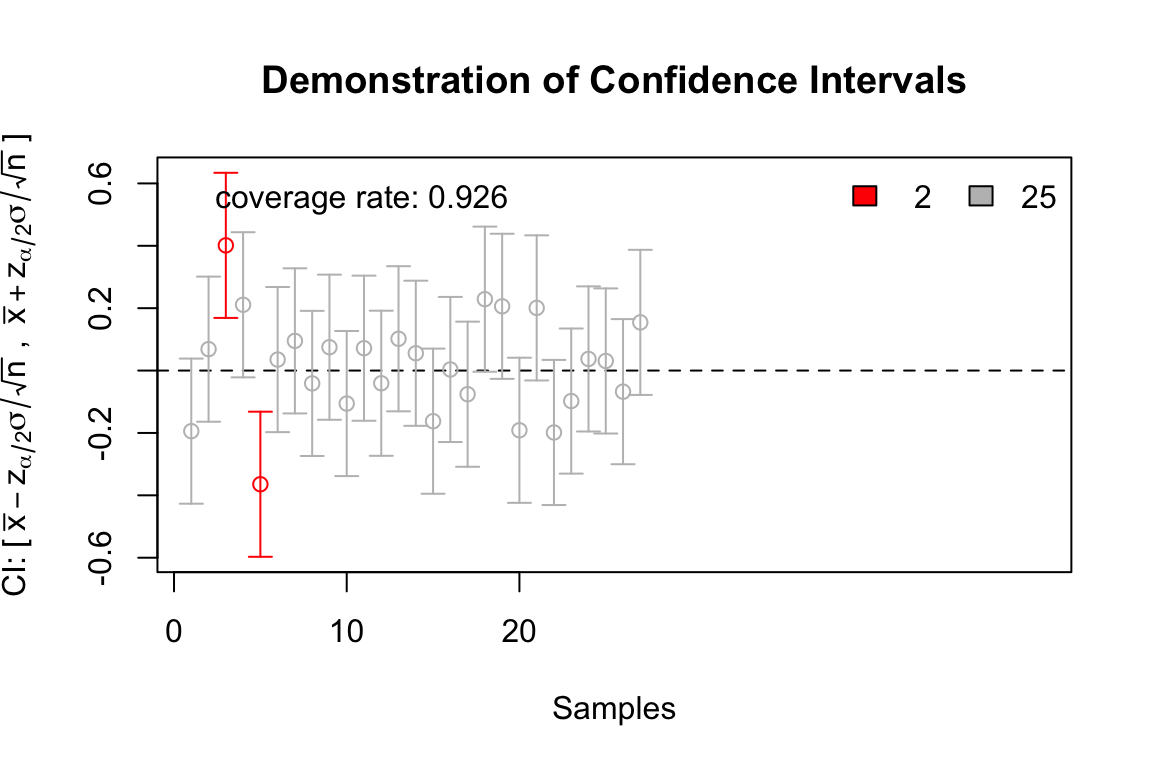 Demonstration of Confidence Intervals
CI: [ x̅ − zα/2σ/√n , x̅ + zα/2σ/√n ]
coverage rate: 0.926
2
25
0.6
0.2
-0.2
-0.6
0 10 20
Samples